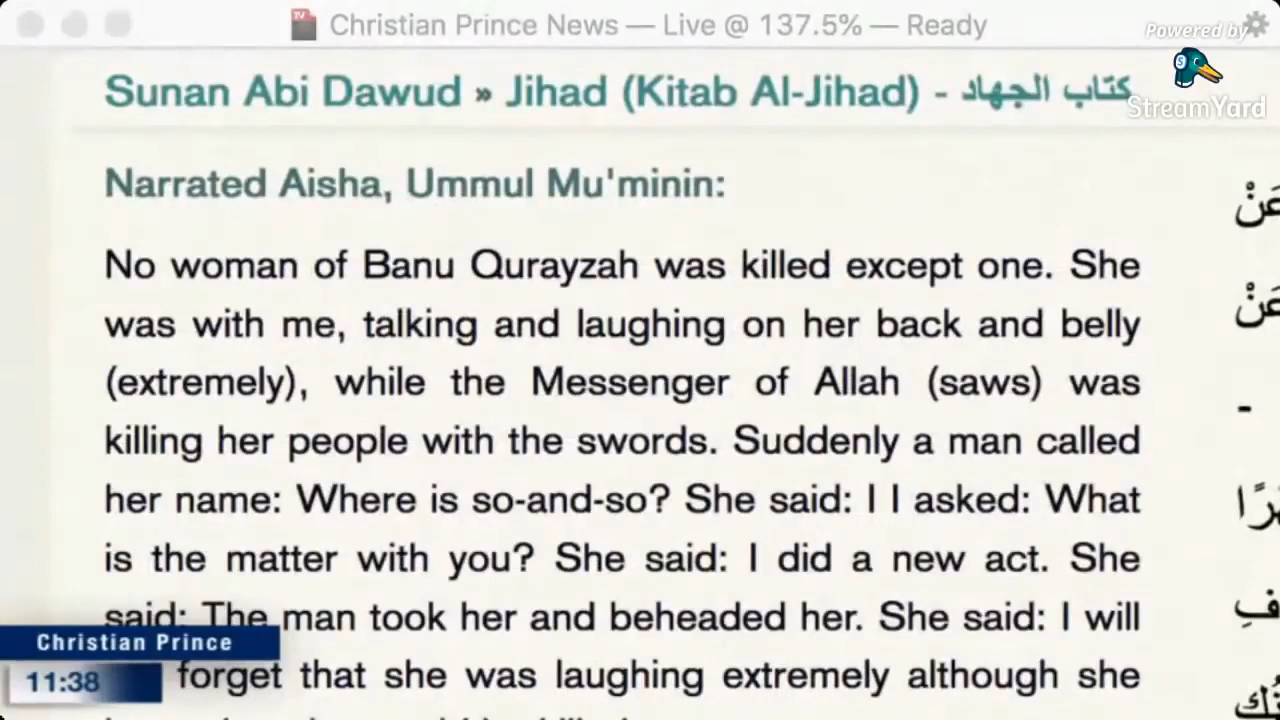 Christian Prince News — Live @ 137.5% — Ready
Powered by
StreamYard
Sunan Abi Dawud » Jihad (Kitab Al-Jihad) - كتاب الجهاد
Narrated Aisha, Ummul Mu'minin:
No woman of Banu Qurayzah was killed except one. She
was with me, talking and laughing on her back and belly
(extremely), while the Messenger of Allah (saws) was
killing her people with the swords. Suddenly a man called
her name: Where is so-and-so? She said: I I asked: What
is the matter with you? She said: I did a new act. She
said: The man took her and beheaded her. She said: I will
forget that she was laughing extremely although she
عَنْ
عَنْ
-
Christian Prince
11:38